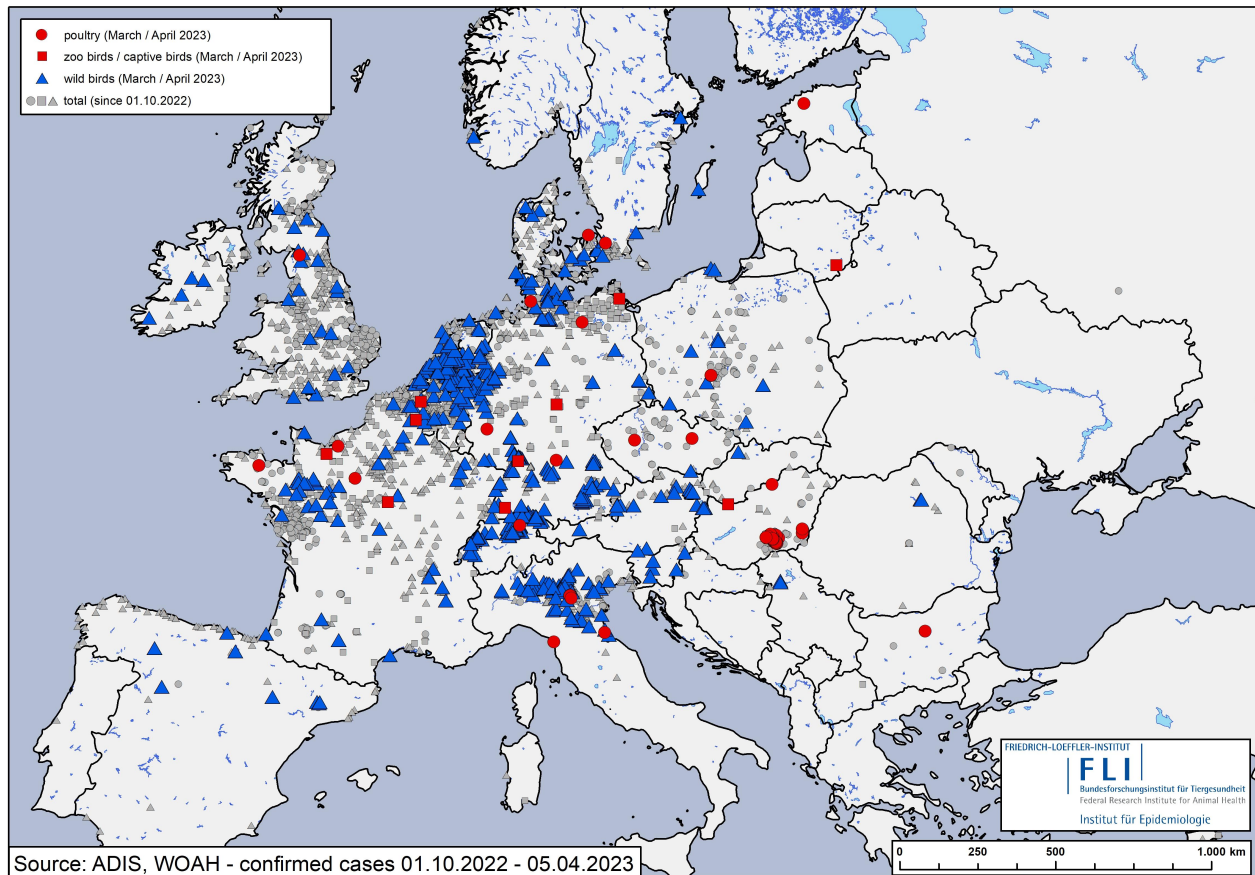 poultry (March / April 2023)
zoo birds / captive birds (March / April 2023)
wild birds (March / April 2023)
total (since 01.10.2022)
FRIEDRICH-LOEFFLER-INSTITUT
FLI
Bundesforschungsinstitut für Tiergesundheit
Federal Research Institute for Animal Health
Institut für Epidemiologie
Source: ADIS, WOAH - confirmed cases 01.10.2022 - 05.04.2023
0 250 500 1.000 km